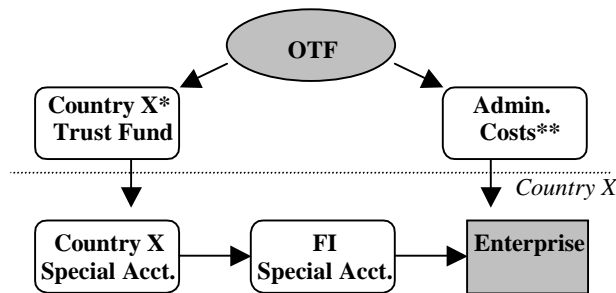 OTF
Country X*
Trust Fund
Admin.
Costs**
Country X
Country X
Special Acct.
FI
Special Acct.
Enterprise